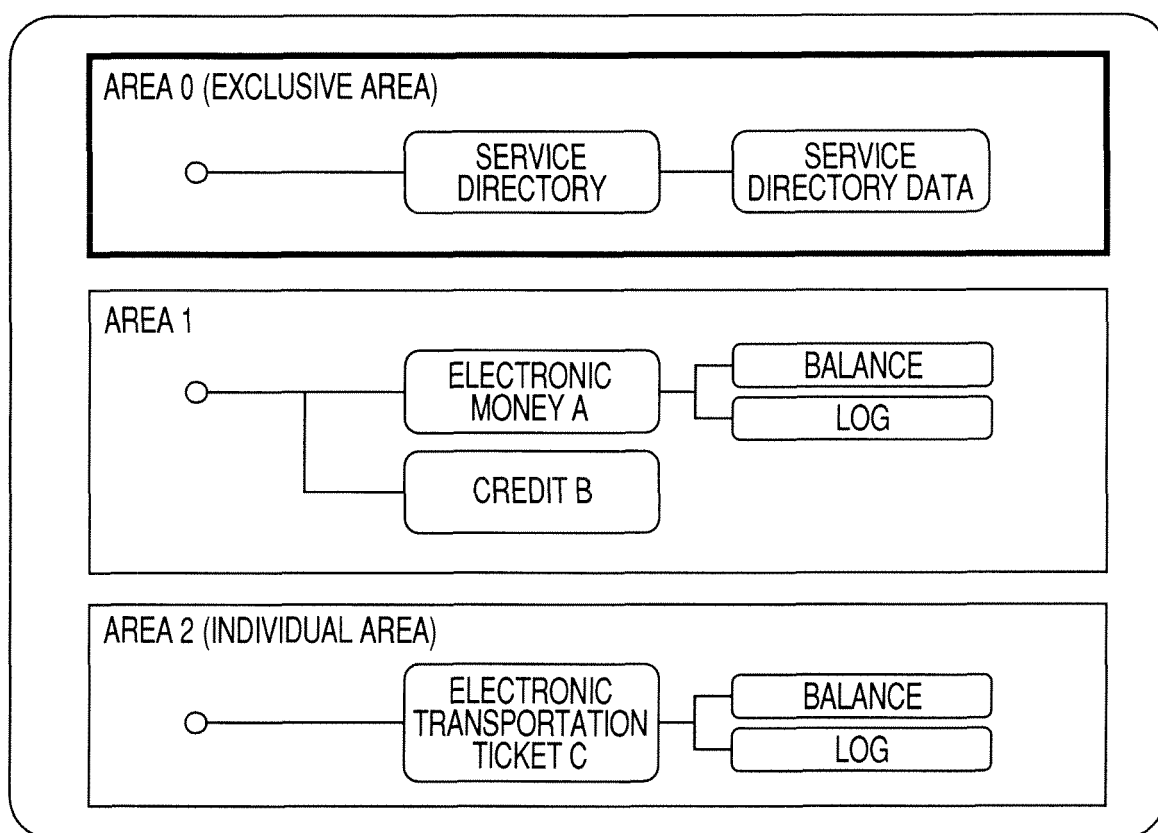 AREA 0 (EXCLUSIVE AREA)
SERVICE
DIRECTORY
SERVICE
DIRECTORY DATA
AREA 1
ELECTRONIC
MONEY A
BALANCE
LOG
CREDIT B
AREA 2 (INDIVIDUAL AREA)
ELECTRONIC
TRANSPORTATION
TICKET C
BALANCE
LOG